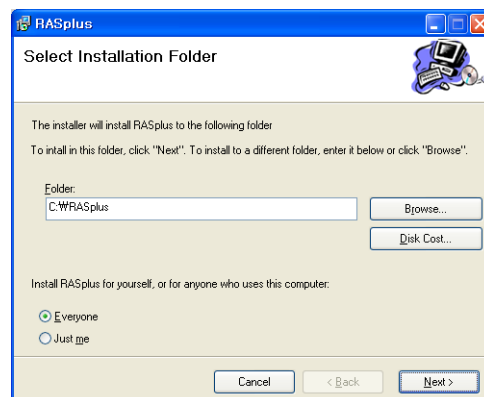 RASplus
Select Installation Folder
The installer will install RASplus to the following folder
To intall in this folder, click "Next". To install to a different folder, enter it below or click "Browse".
Folder:
C:₩RASplus
Browse...
Disk Cost...
Install RASplus for yourself, or for anyone who uses this computer:
Everyone
Just me
Cancel
< Back
Next >